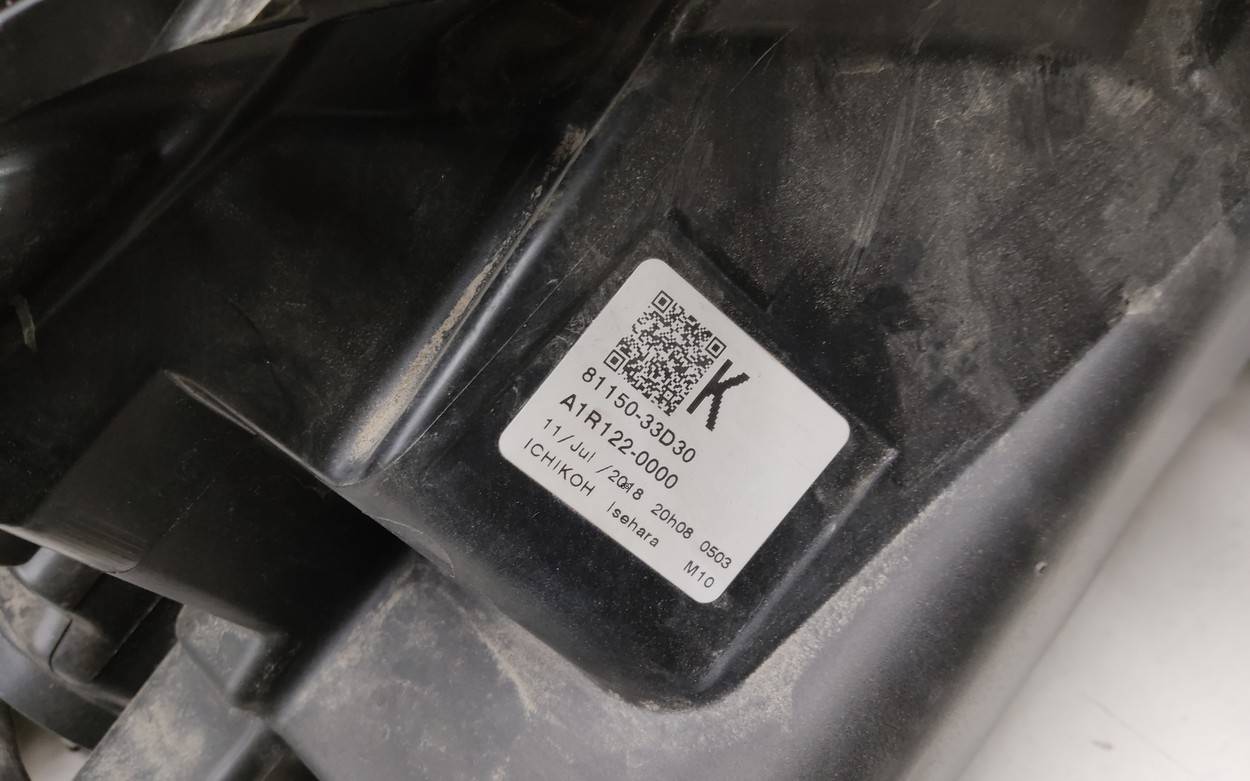 K
81150-33D30
A1R122-0000
11/Jul /2018 20h08 0503
ICHIKOH Isehara M10